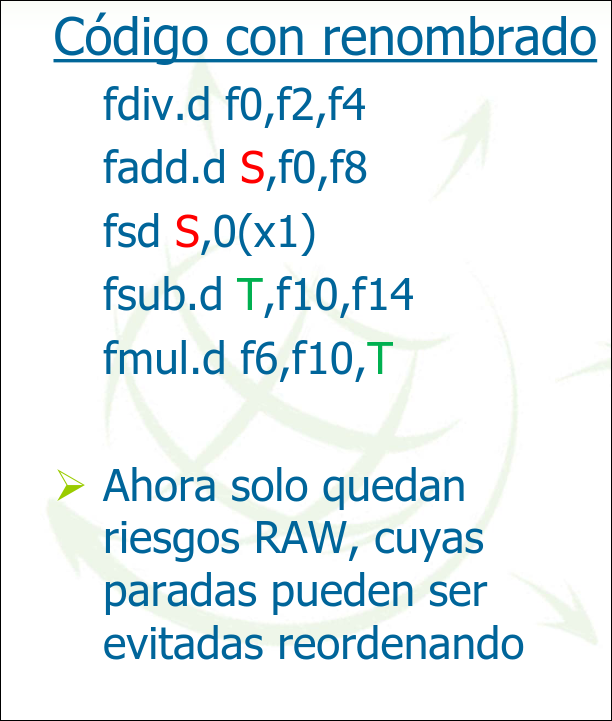 Código con renombrado
fdiv.d f0,f2,f4
fadd.d S,f0,f8
fsd S,0(x1)
fsub.d T,f10,f14
fmul.d f6,f10,T
Ahora solo quedan
riesgos RAW, cuyas
paradas pueden ser
evitadas reordenando